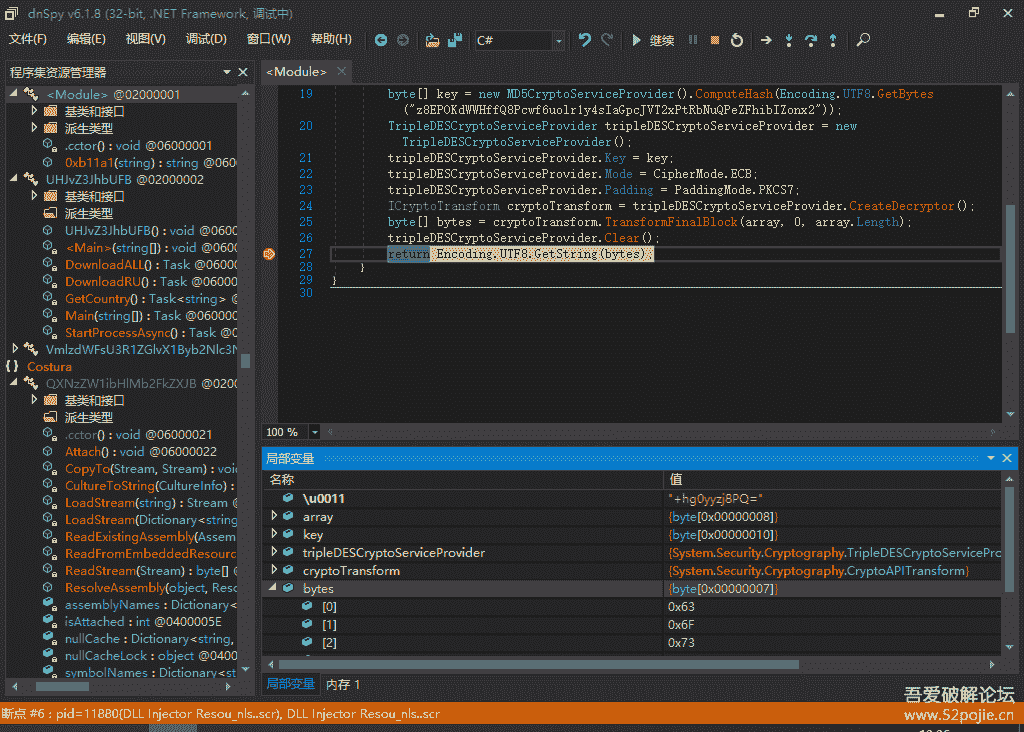 dnSpy v6.1.8 (32-bit, .NET Framework, 调试中)
文件(F) 编辑(E) 视图(V) 调试(D) 窗口(W) 帮助(H) C# 继续
程序集资源管理器
<Module> @02000001
基类和接口
派生类型
.cctor() : void @06000001
0xb11a1(string) : string @060
UHJvZ3JhbUFB @02000002
基类和接口
派生类型
UHJvZ3JhbUFB() : void @0600
<Main>(string[]) : void @0600
DownloadALL() : Task @0600
DownloadRU() : Task @06000
GetCountry() : Task<string> @
Main(string[]) : Task @060000
StartProcessAsync() : Task @0
VmlzdWFsU3R1ZGlvX1Byb2Nlc3N
{} Costura
QXNzZW1ibHlMb2FkZXJB @0200
基类和接口
派生类型
.cctor() : void @06000021
Attach() : void @06000022
CopyTo(Stream, Stream) : void
CultureToString(CultureInfo) :
LoadStream(string) : Stream @
LoadStream(Dictionary<string
ReadExistingAssembly(Assem
ReadFromEmbeddedResourc
ReadStream(Stream) : byte[] @
ResolveAssembly(object, Reso
assemblyNames : Dictionary<
isAttached : int @0400005E
nullCache : Dictionary<string,
nullCacheLock : object @0400
symbolNames : Dictionary<st
<Module>
19 byte[] key = new MD5CryptoServiceProvider().ComputeHash(Encoding.UTF8.GetBytes
("z8EPOKdWWHffQ8Pcwf6uolr1y4sIaGpcJVT2xPtRbNuQPeZFhibIZonx2"));
20 TripleDESCryptoServiceProvider tripleDESCryptoServiceProvider = new
TripleDESCryptoServiceProvider();
21 tripleDESCryptoServiceProvider.Key = key;
22 tripleDESCryptoServiceProvider.Mode = CipherMode.ECB;
23 tripleDESCryptoServiceProvider.Padding = PaddingMode.PKCS7;
24 ICryptoTransform cryptoTransform = tripleDESCryptoServiceProvider.CreateDecryptor();
25 byte[] bytes = cryptoTransform.TransformFinalBlock(array, 0, array.Length);
26 tripleDESCryptoServiceProvider.Clear();
27 return Encoding.UTF8.GetString(bytes);
28 }
29 }
30
100 %
局部变量
名称 值
\u0011 "+hg0yyzj8PQ="
array {byte[0x00000008]}
key {byte[0x00000010]}
tripleDESCryptoServiceProvider {System.Security.Cryptography.TripleDESCryptoServicePro
cryptoTransform {System.Security.Cryptography.CryptoAPITransform}
bytes {byte[0x00000007]}
[0] 0x63
[1] 0x6F
[2] 0x73
局部变量 内存 1
断点 #6 : pid=11880(DLL Injector Resou_nls..scr), DLL Injector Resou_nls..scr
吾爱破解论坛
www.52pojie.cn